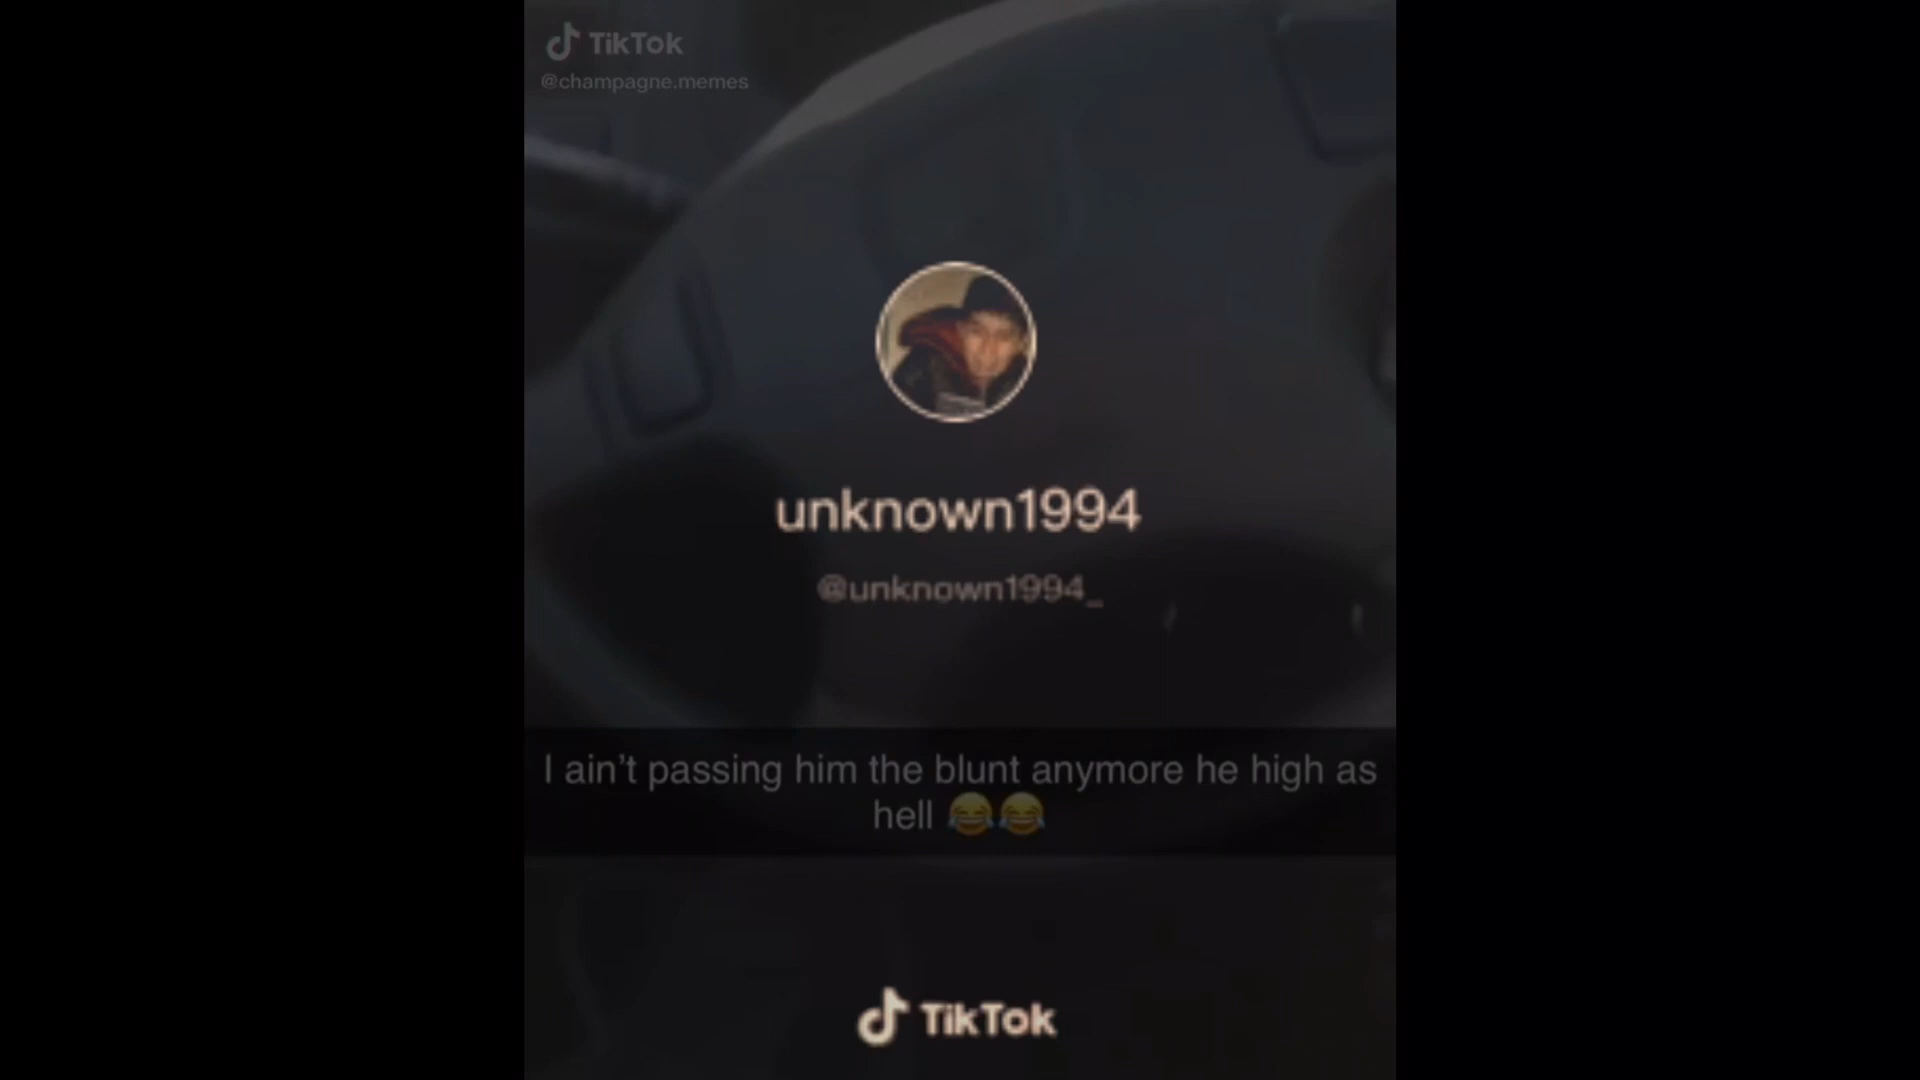 TikTok
@champagne.memes
unknown1994
@unknown1994_
I ain’t passing him the blunt anymore he high as
hell 😂😂
TikTok